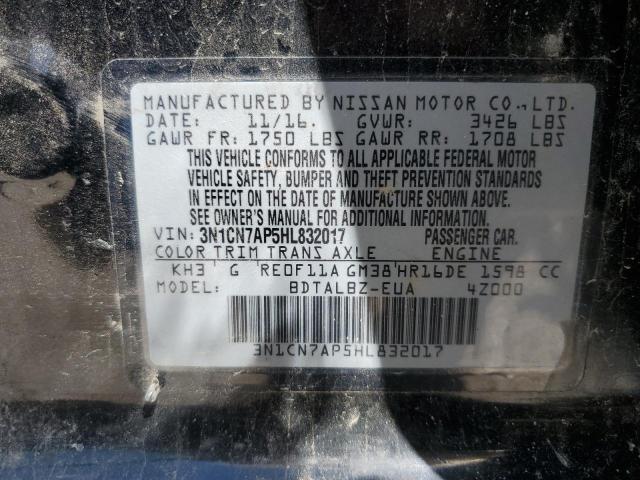 MANUFACTURED BY NISSAN MOTOR CO., LTD.
DATE: 11/16. GVWR: 3426 LBS
GAWR FR: 1750 LBS GAWR RR: 1708 LBS
THIS VEHICLE CONFORMS TO ALL APPLICABLE FEDERAL MOTOR
VEHICLE SAFETY, BUMPER AND THEFT PREVENTION STANDARDS
IN EFFECT ON THE DATE OF MANUFACTURE SHOWN ABOVE.
SEE OWNER'S MANUAL FOR ADDITIONAL INFORMATION.
VIN: 3N1CN7AP5HL832017 PASSENGER CAR.
COLOR TRIM TRANS AXLE ENGINE
KH3 G RE0F11A GM38 HR16DE 1598 CC
MODEL: BDTALBZ-EUA 4Z000
3N1CN7AP5HL832017